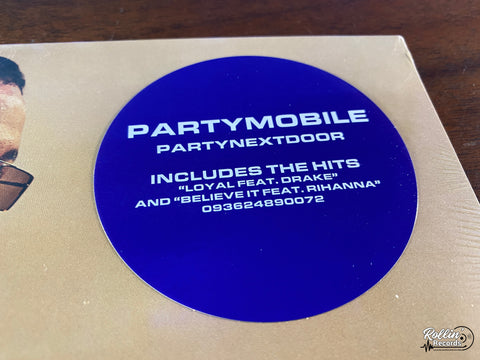 PARTYMOBILE
PARTYNEXTDOOR
INCLUDES THE HITS
"LOYAL FEAT. DRAKE"
AND "BELIEVE IT FEAT. RIHANNA"
093624890072
Rollin'
Records